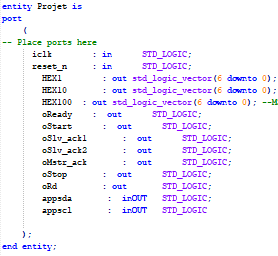 entity Projet is
port
(
-- Place ports here
iclk : in STD_LOGIC;
reset_n : in STD_LOGIC;
HEX1 : out std_logic_vector(6 downto 0);
HEX10 : out std_logic_vector(6 downto 0);
HEX100 : out std_logic_vector(6 downto 0); --M
oReady : out STD_LOGIC;
oStart : out STD_LOGIC;
oSlv_ack1 : out STD_LOGIC;
oSlv_ack2 : out STD_LOGIC;
oMstr_ack : out STD_LOGIC;
oStop : out STD_LOGIC;
oRd : out STD_LOGIC;
appsda : inOUT STD_LOGIC;
appscl : inOUT STD_LOGIC
);
end entity;